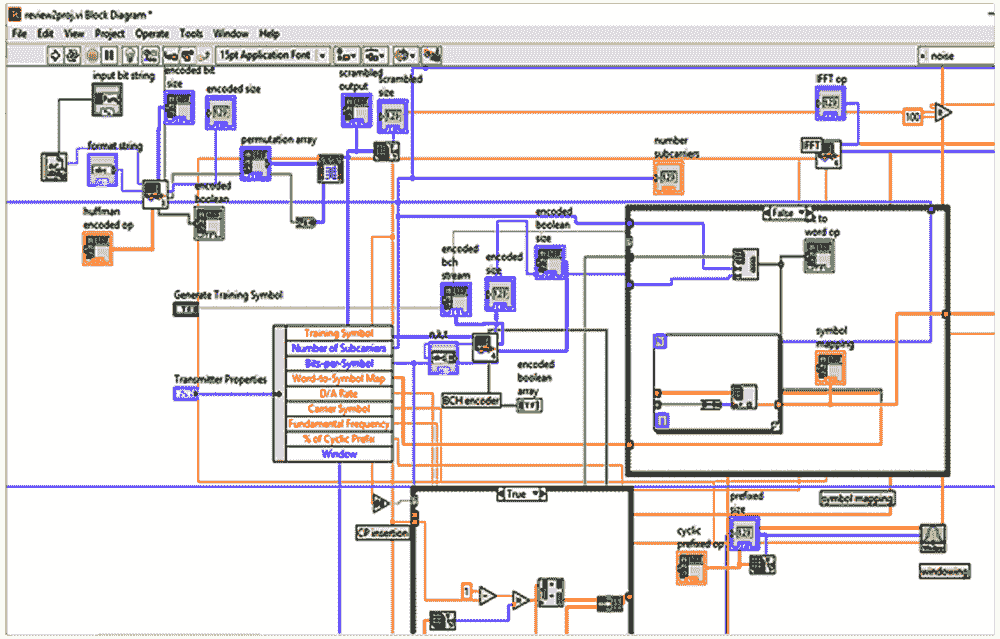 review2proj.vi Block Diagram *
File Edit View Project Operate Tools Window Help
15pt Application Font
noise
input bit string
encoded bit
size
encoded size
scrambled
output
scrambled
size
IFFT op
100
format string
permutation array
number
subcarriers
IFFT
huffman
encoded op
encoded
boolean
encoded
bch
stream
encoded
size
encoded
boolean
size
False
bit to
word op
Generate Training Symbol
TF
n,k,t
symbol
mapping
Training Symbol
Number of Subcarriers
Bits-per-Symbol
Word-to-Symbol Map
D/A Rate
Carrier Symbol
Fundamental Frequency
% of Cyclic Prefix
Window
Transmitter Properties
BCH encoder
encoded
boolean
array
TF
True
CP insertion
prefixed
size
symbol mapping
cyclic
prefixed op
windowing
1